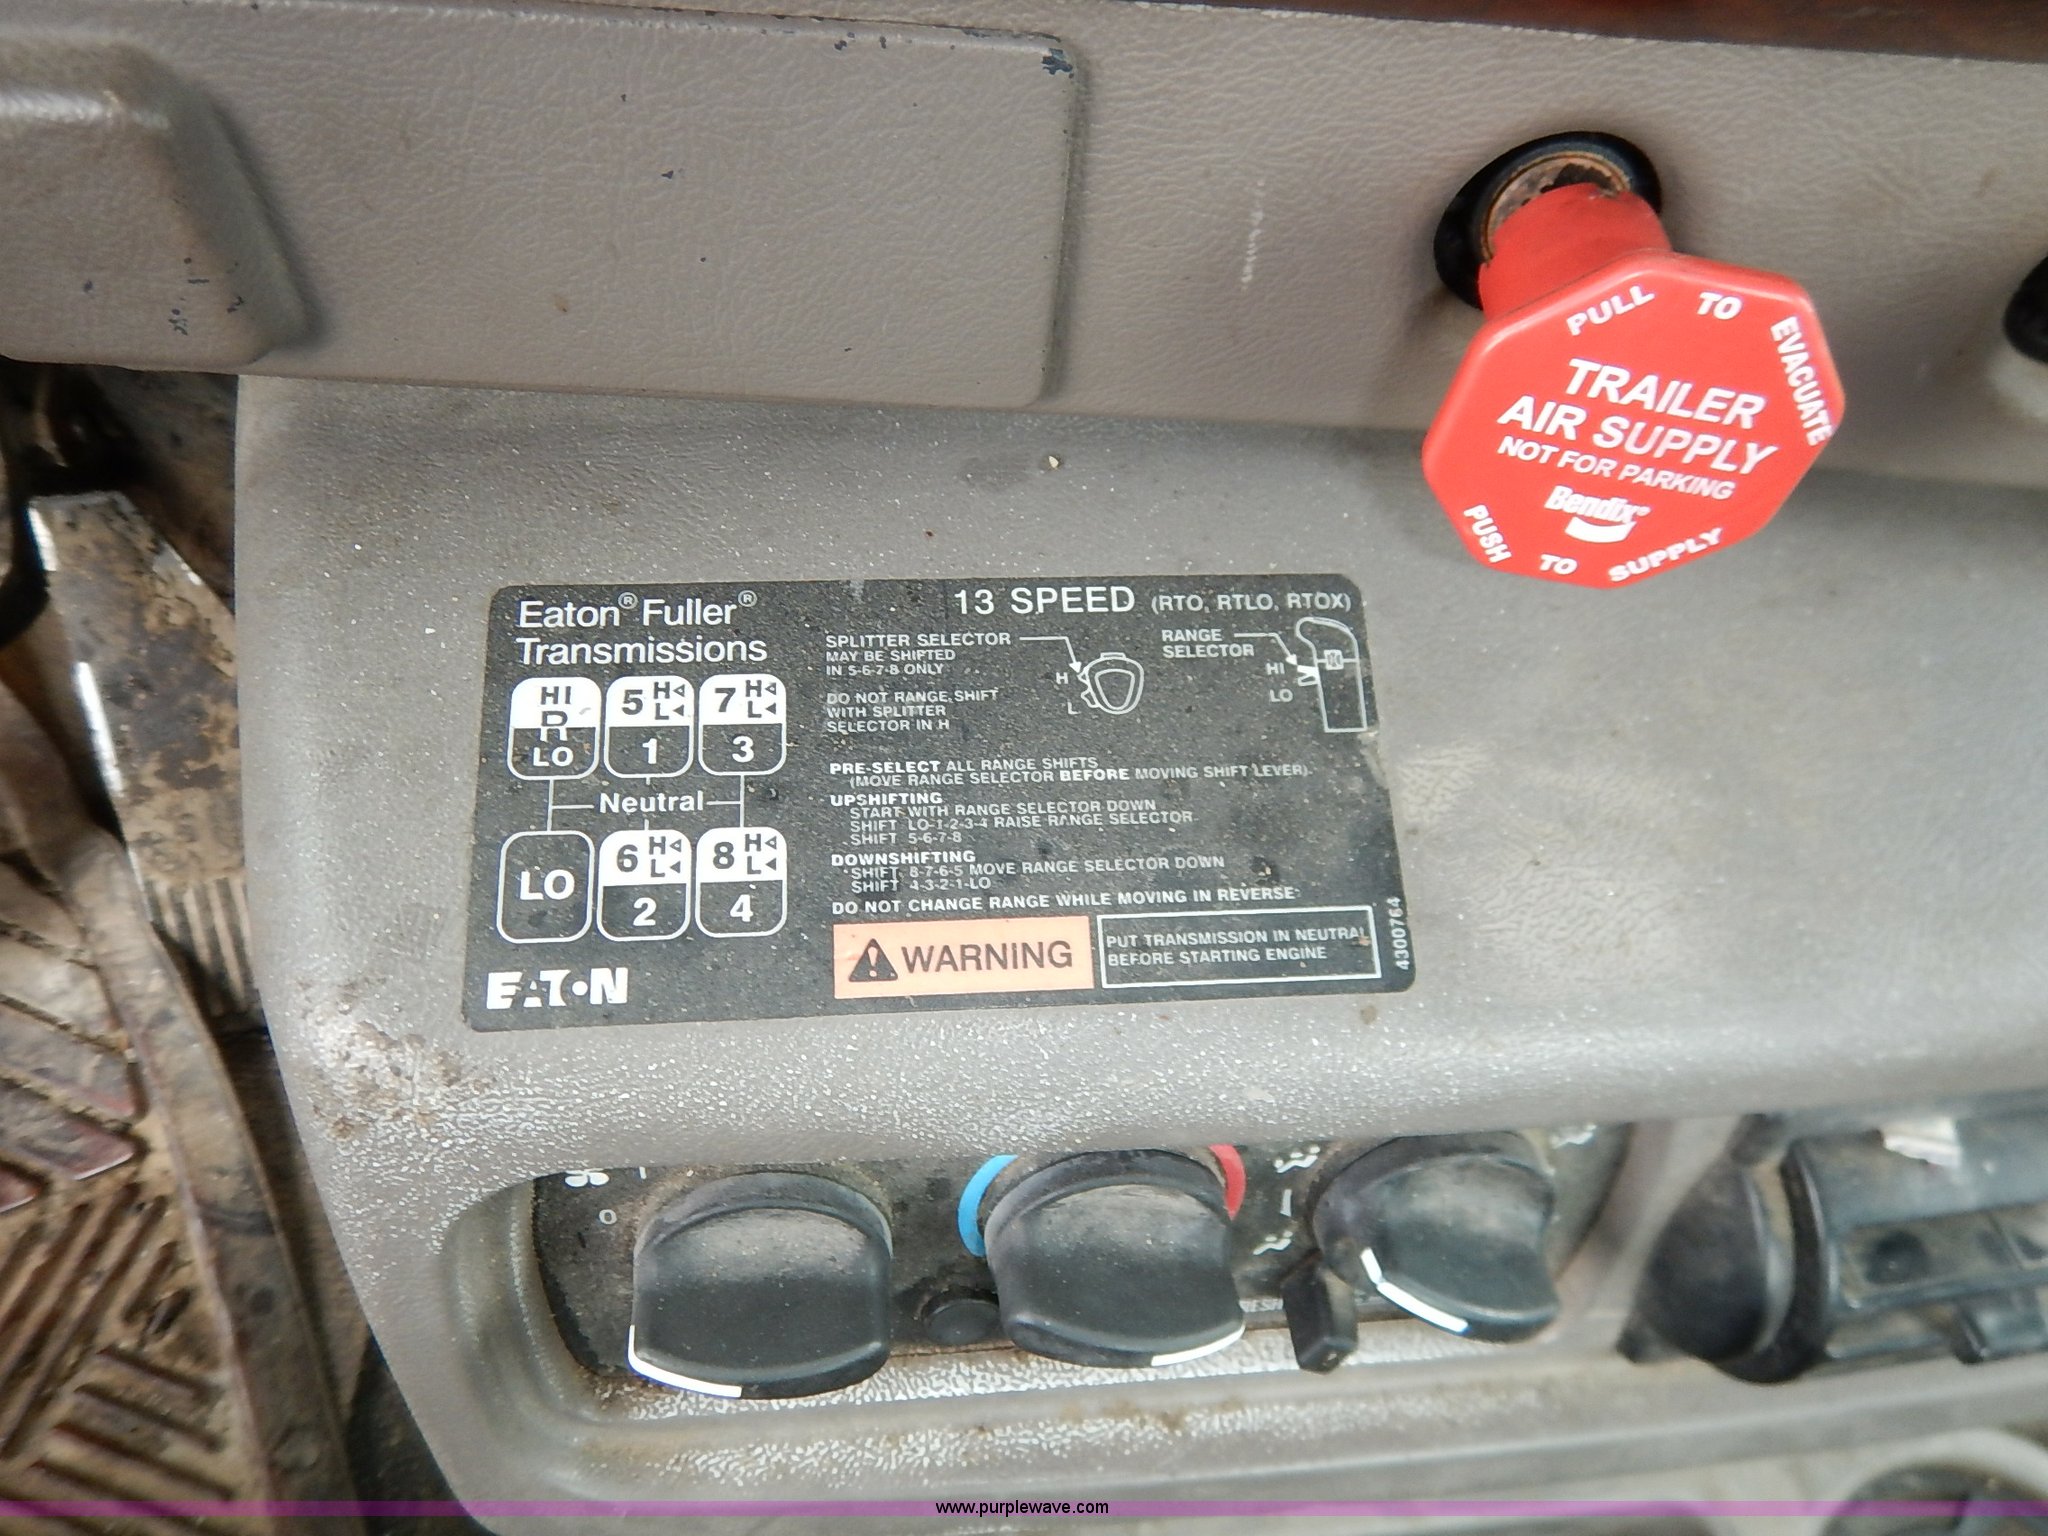 PULL TO EVACUATE
TRAILER
AIR SUPPLY
NOT FOR PARKING
Bendix®
PUSH TO SUPPLY
Eaton® Fuller®
Transmissions
13 SPEED (RTO, RTLO, RTOX)
SPLITTER SELECTOR
MAY BE SHIFTED
IN 5-6-7-8 ONLY
DO NOT RANGE SHIFT
WITH SPLITTER
SELECTOR IN H
H
L
RANGE
SELECTOR
HI
LO
HI
R
LO
5 H
L
1
7 H
L
3
Neutral
LO
6 H
L
2
8 H
L
4
PRE-SELECT ALL RANGE SHIFTS
(MOVE RANGE SELECTOR BEFORE MOVING SHIFT LEVER).
UPSHIFTING
START WITH RANGE SELECTOR DOWN
SHIFT LO-1-2-3-4 RAISE RANGE SELECTOR
SHIFT 5-6-7-8
DOWNSHIFTING
SHIFT 8-7-6-5 MOVE RANGE SELECTOR DOWN
SHIFT 4-3-2-1-LO
DO NOT CHANGE RANGE WHILE MOVING IN REVERSE.
WARNING
PUT TRANSMISSION IN NEUTRAL
BEFORE STARTING ENGINE
4300764
EATON
0
www.purplewave.com